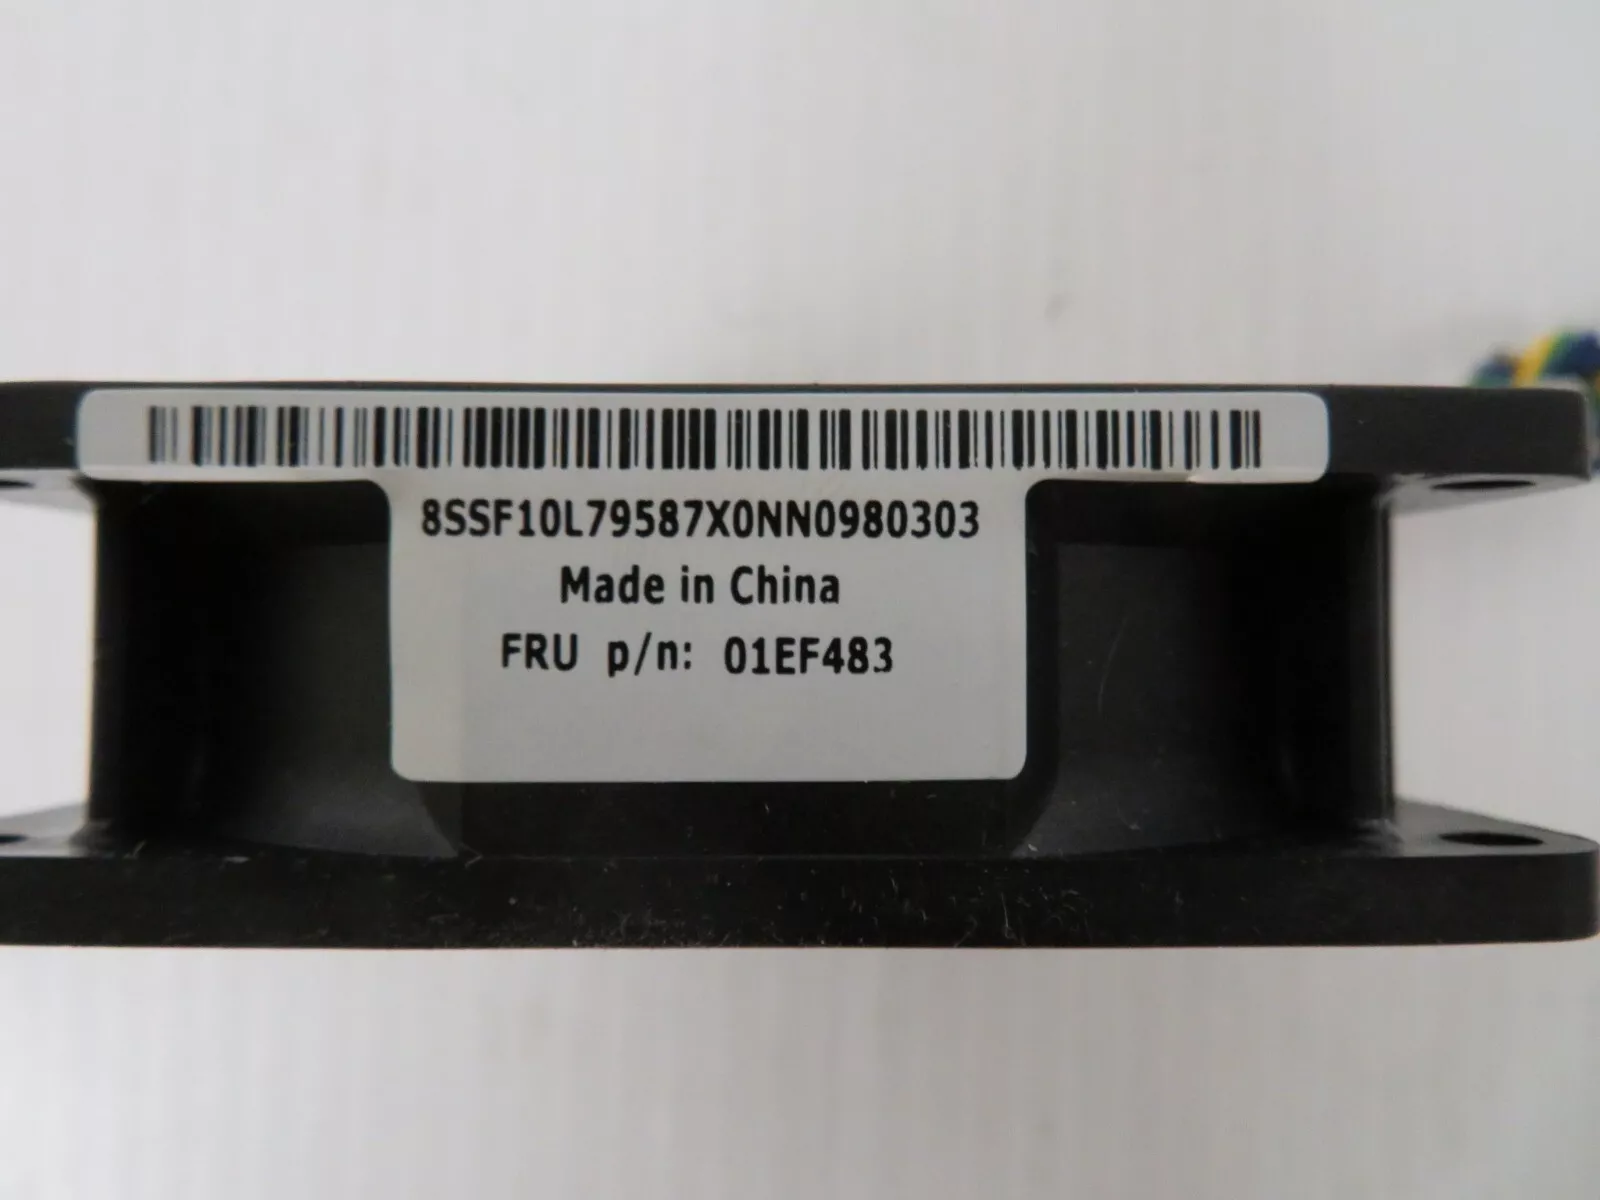 8SSF10L79587X0NN0980303
Made in China
FRU p/n: 01EF483